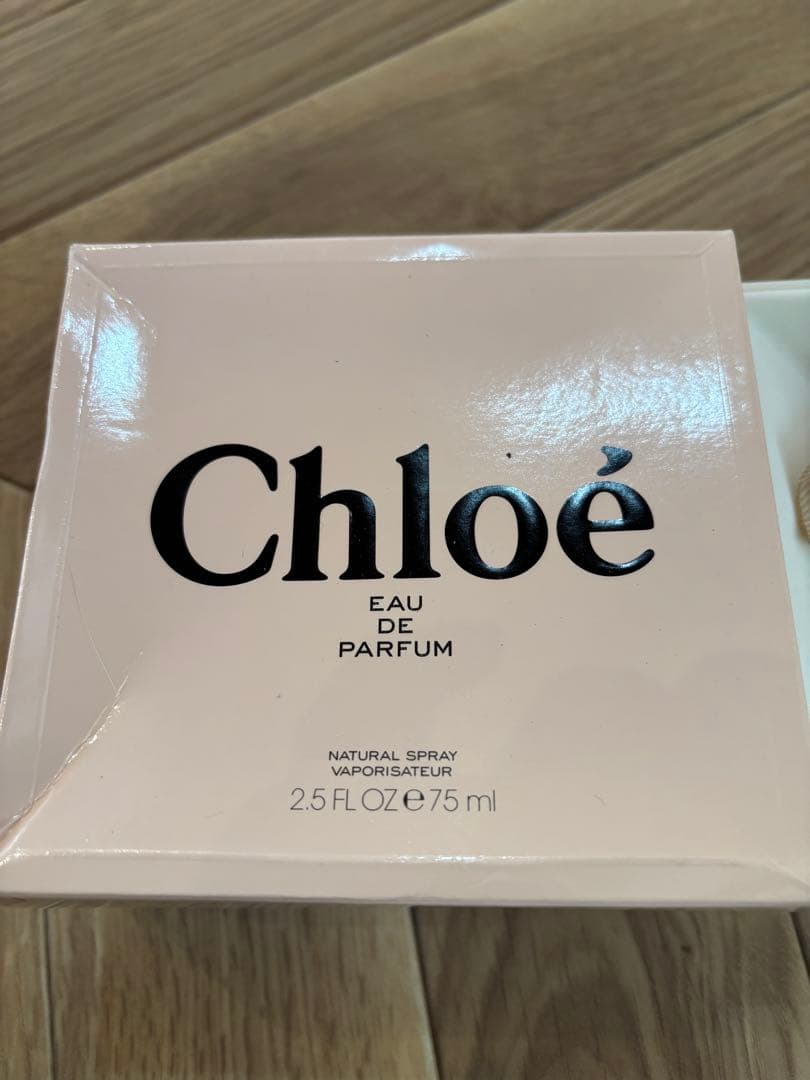 Chloé
EAU
DE
PARFUM
NATURAL SPRAY
VAPORISATEUR
2.5 FL OZ ℮ 75 ml